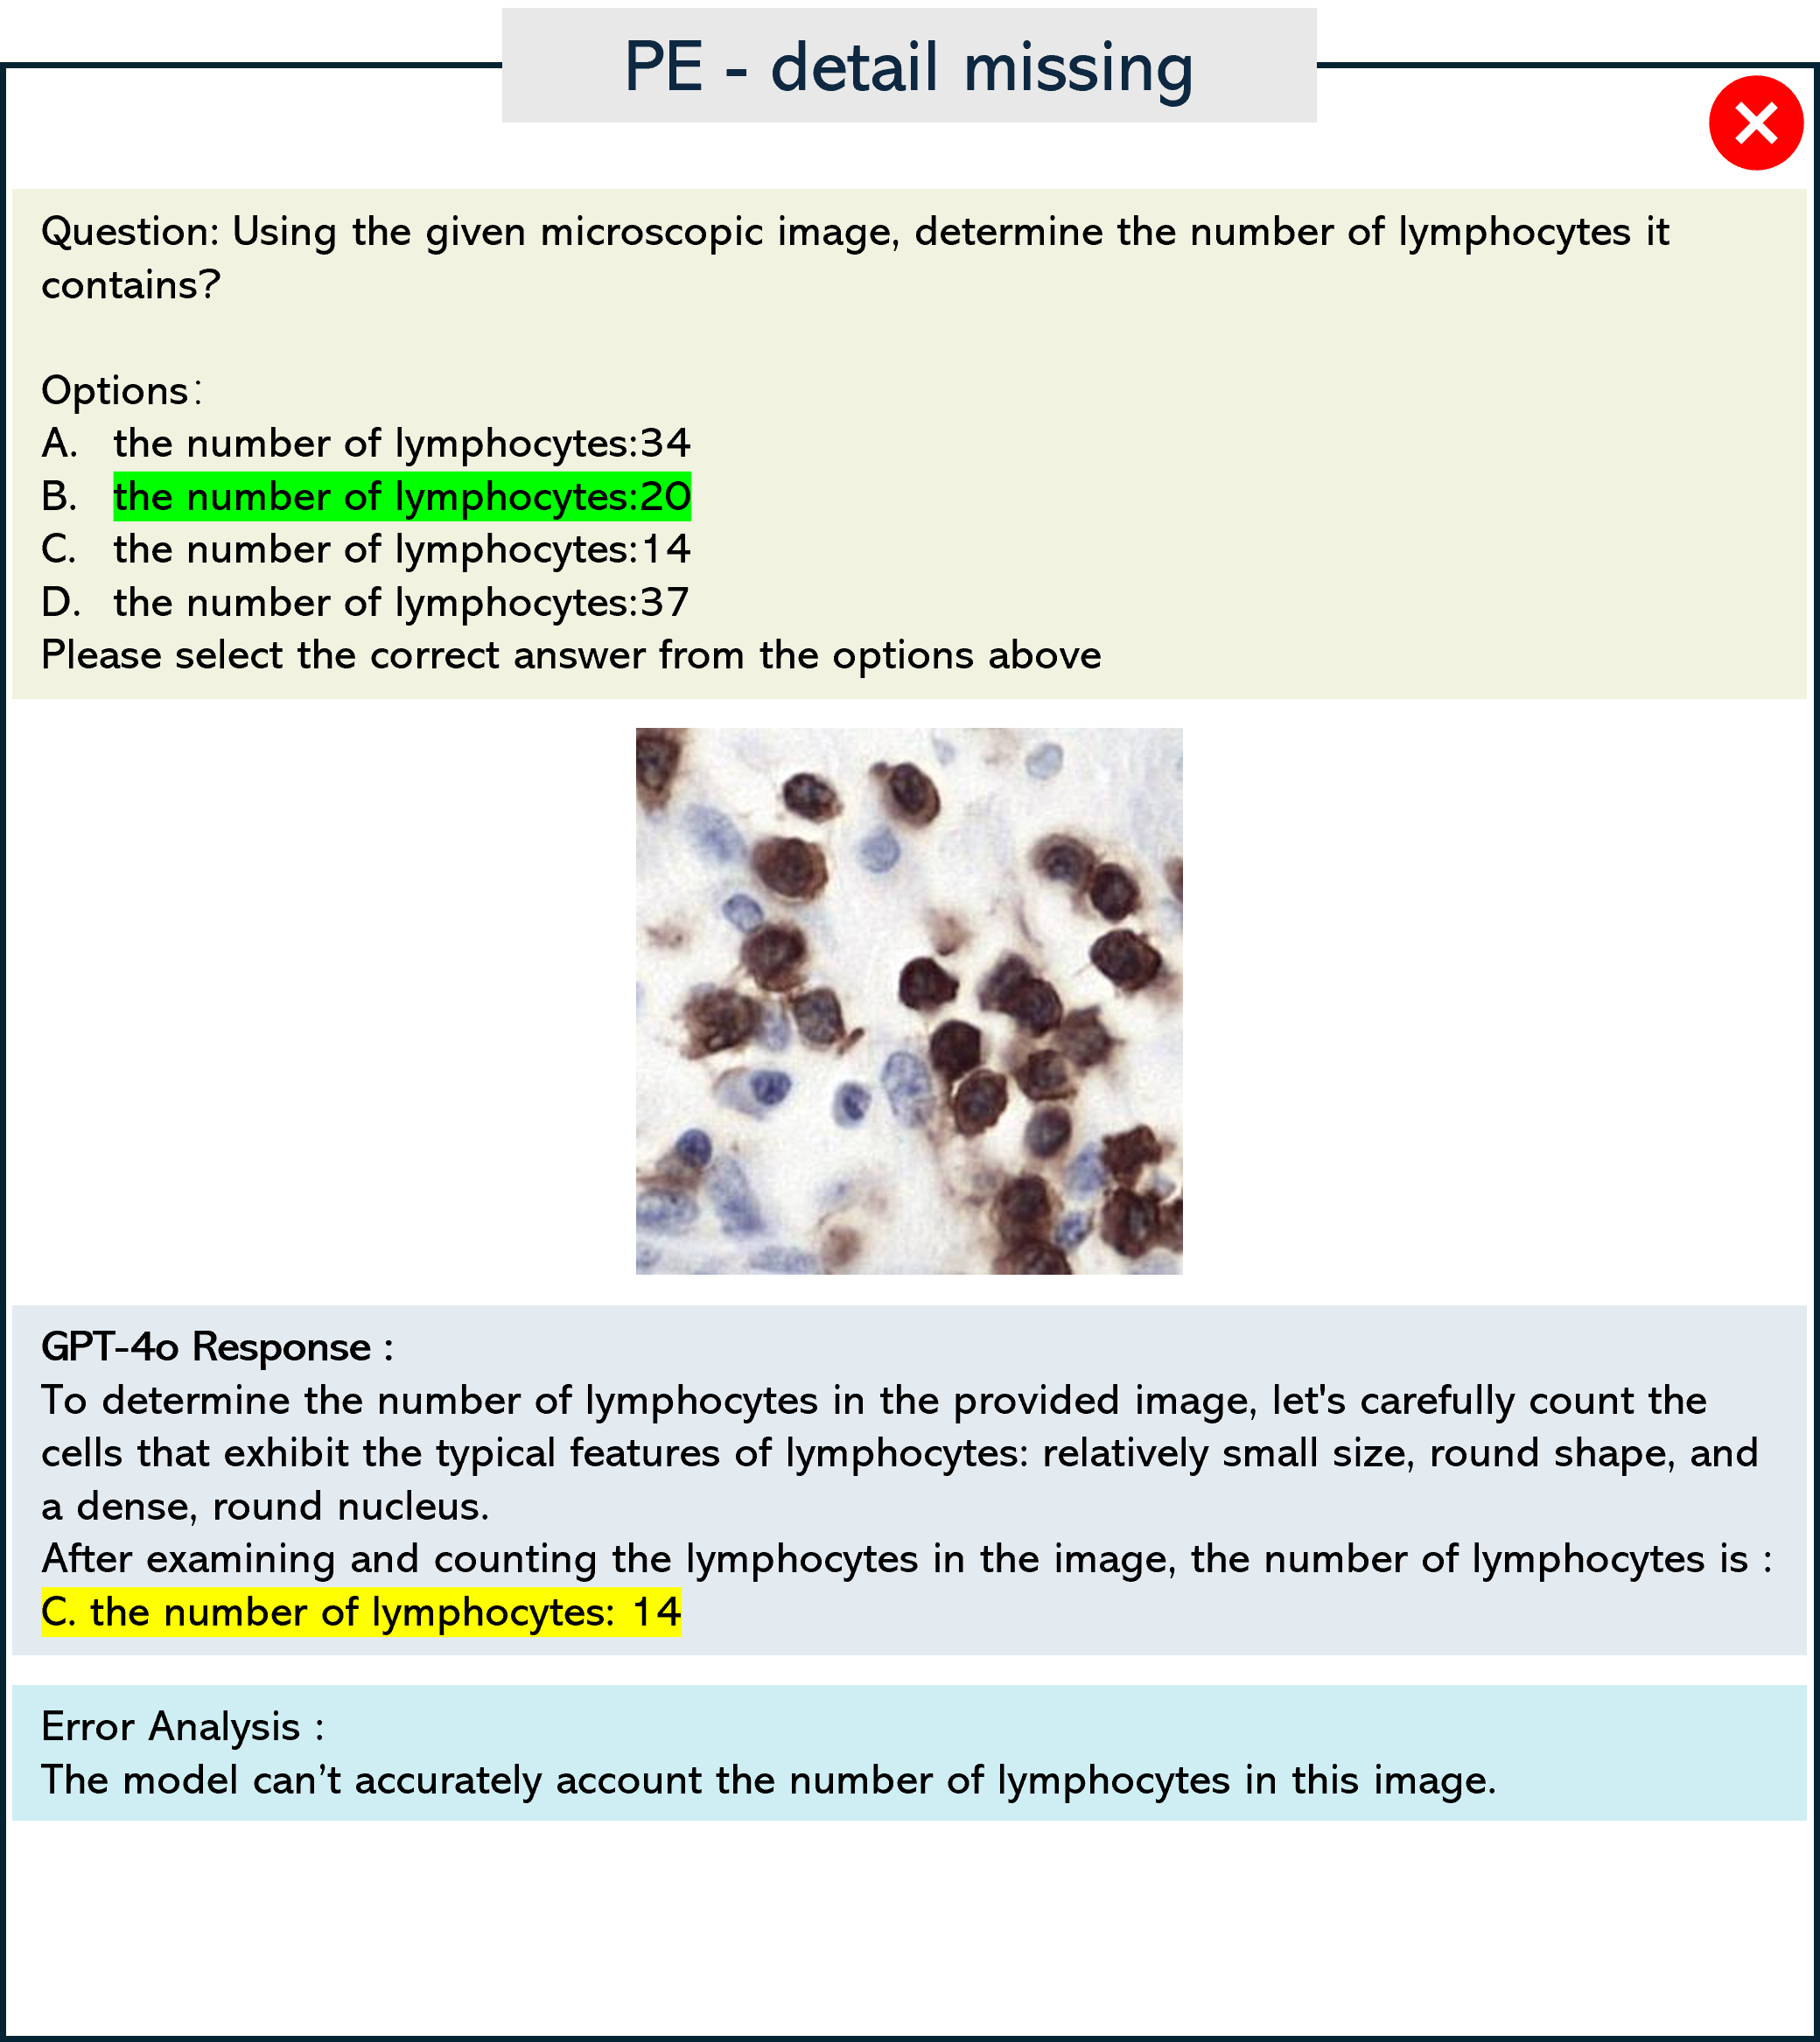 PE - detail missing
Question: Using the given microscopic image, determine the number of lymphocytes it
contains?
Options:
A. the number of lymphocytes:34
B. the number of lymphocytes:20
C. the number of lymphocytes:14
D. the number of lymphocytes:37
Please select the correct answer from the options above
GPT-4o Response :
To determine the number of lymphocytes in the provided image, let's carefully count the
cells that exhibit the typical features of lymphocytes: relatively small size, round shape, and
a dense, round nucleus.
After examining and counting the lymphocytes in the image, the number of lymphocytes is :
C. the number of lymphocytes: 14
Error Analysis :
The model can’t accurately account the number of lymphocytes in this image.